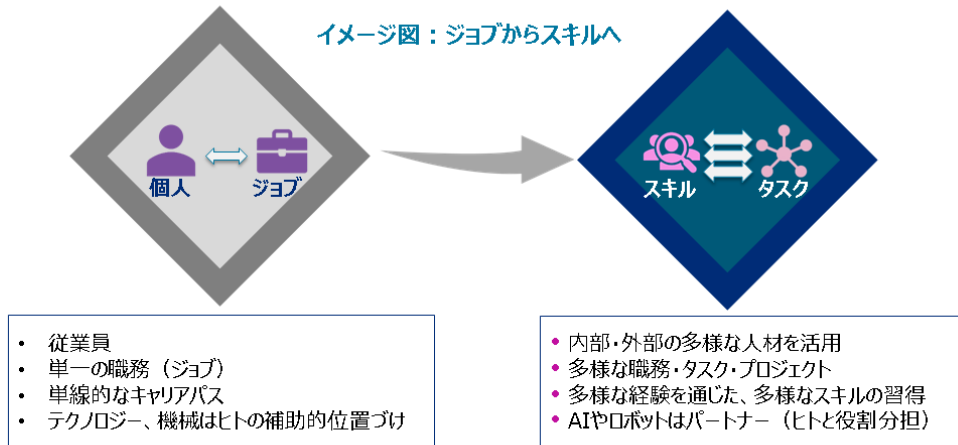 イメージ図：ジョブからスキルへ
個人
ジョブ
スキル
タスク
• 従業員
• 単一の職務（ジョブ）
• 単線的なキャリアパス
• テクノロジー、機械はヒトの補助的位置づけ
• 内部・外部の多様な人材を活用
• 多様な職務・タスク・プロジェクト
• 多様な経験を通じた、多様なスキルの習得
• AIやロボットはパートナー（ヒトと役割分担）